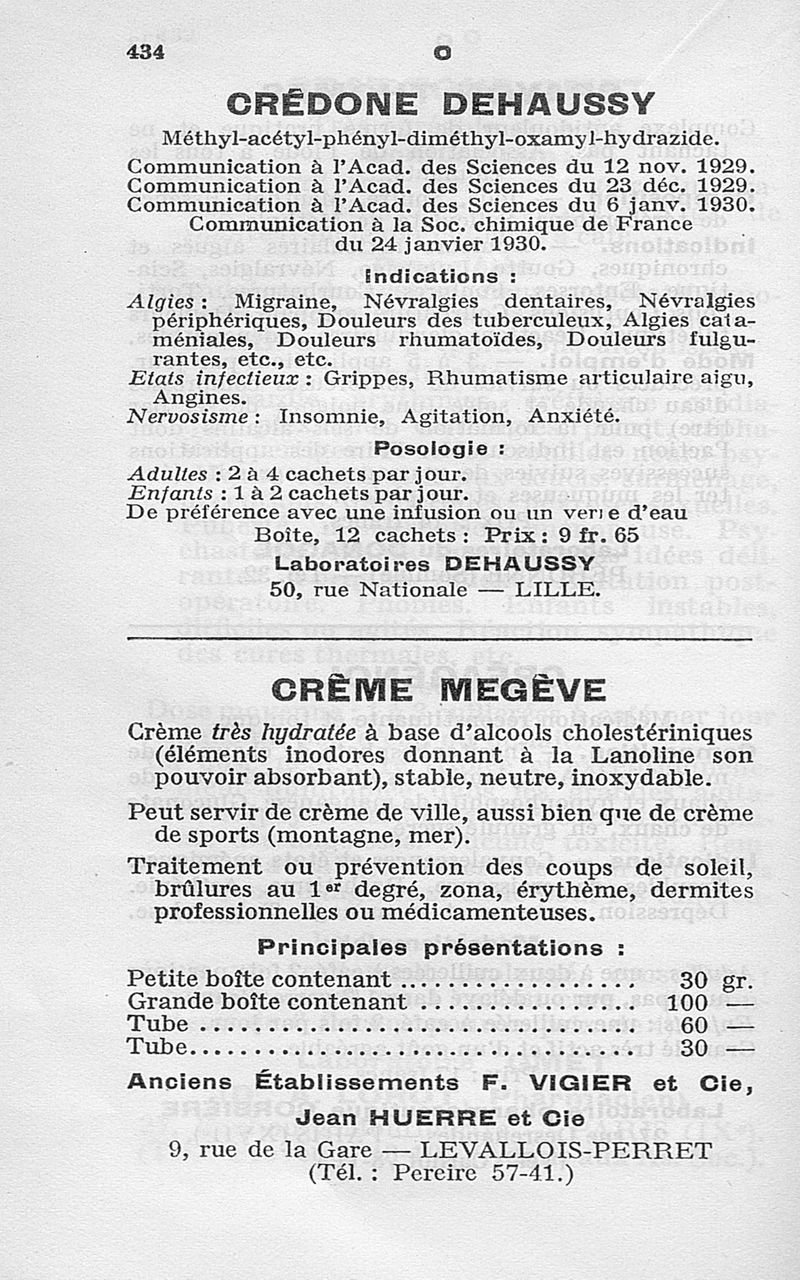 434
C
CRÉDONE DEHAUSSY
Méthyl-acétyl-phényl-diméthyl-oxamyl-hydrazide.
Communication à l'Acad. des Sciences du 12 nov. 1929.
Communication à l'Acad. des Sciences du 23 déc. 1929.
Communication à l'Acad. des Sciences du 6 janv. 1930.
Communication à la Soc. chimique de France
du 24 janvier 1930.
Indications :
Algies : Migraine, Névralgies dentaires, Névralgies
périphériques, Douleurs des tuberculeux, Algies cata-
méniales, Douleurs rhumatoïdes, Douleurs fulgu-
rantes, etc., etc.
Etats infectieux : Grippes, Rhumatisme articulaire aigu,
Angines.
Nervosisme : Insomnie, Agitation, Anxiété.
Posologie :
Adultes : 2 à 4 cachets par jour.
Enfants : 1 à 2 cachets par jour.
De préférence avec une infusion ou un verre d'eau
Boîte, 12 cachets : Prix : 9 fr. 65
Laboratoires DEHAUSSY
50, rue Nationale — LILLE.
CRÈME MEGÈVE
Crème très hydratée à base d'alcools cholestériniques
(éléments inodores donnant à la Lanoline son
pouvoir absorbant), stable, neutre, inoxydable.
Peut servir de crème de ville, aussi bien que de crème
de sports (montagne, mer).
Traitement ou prévention des coups de soleil,
brûlures au 1er degré, zona, érythème, dermites
professionnelles ou médicamenteuses.
Principales présentations :
Petite boîte contenant .................. 30 gr.
Grande boîte contenant ................ 100 —
Tube .............................. 60 —
Tube............................... 30 —
Anciens Établissements F. VIGIER et Cie,
Jean HUERRE et Cie
9, rue de la Gare — LEVALLOIS-PERRET
(Tél. : Pereire 57-41.)